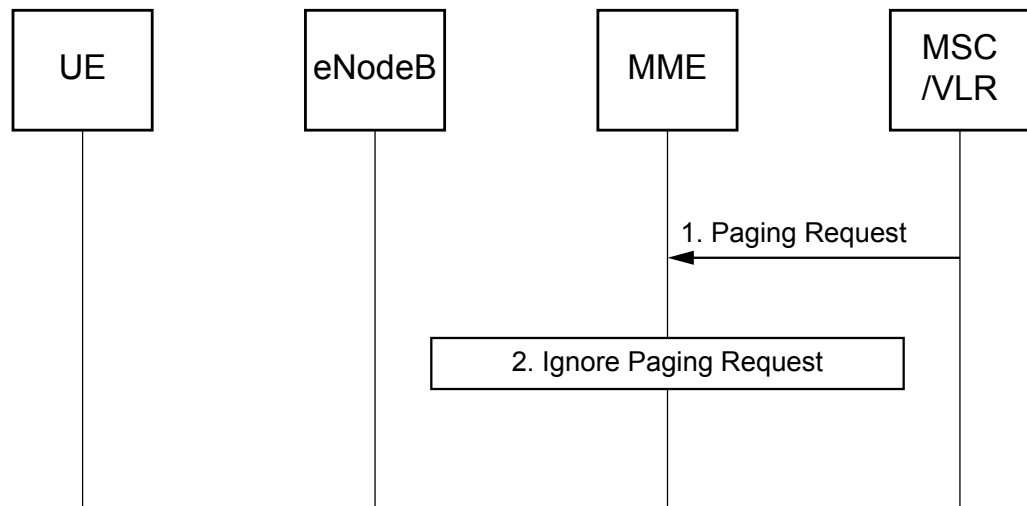 UE
eNodeB
MME
MSC
/VLR
1. Paging Request
2. Ignore Paging Request